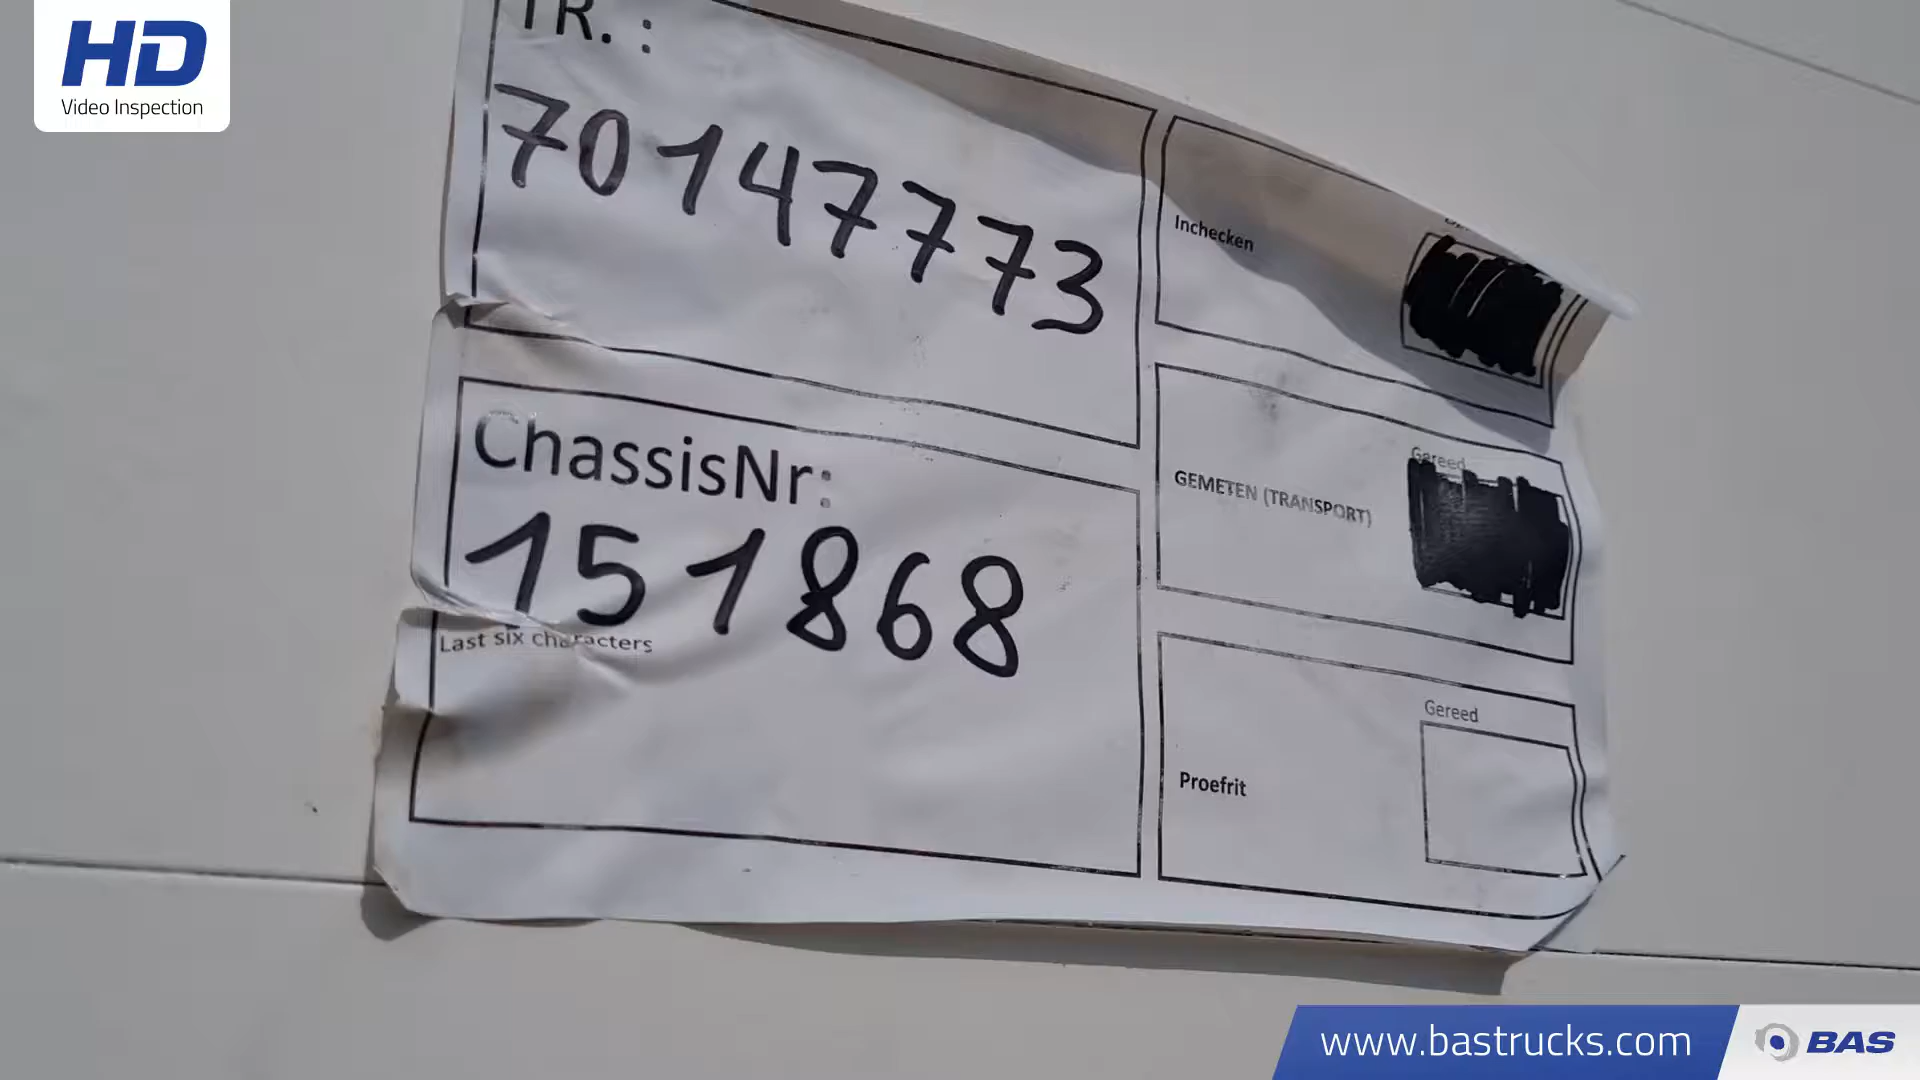 HD
Video Inspection
TR. :
70147773
Inchecken
GEMETEN (TRANSPORT)
Gereed
ChassisNr:
151868
Last six characters
Proefrit
Gereed
www.bastrucks.com
BAS